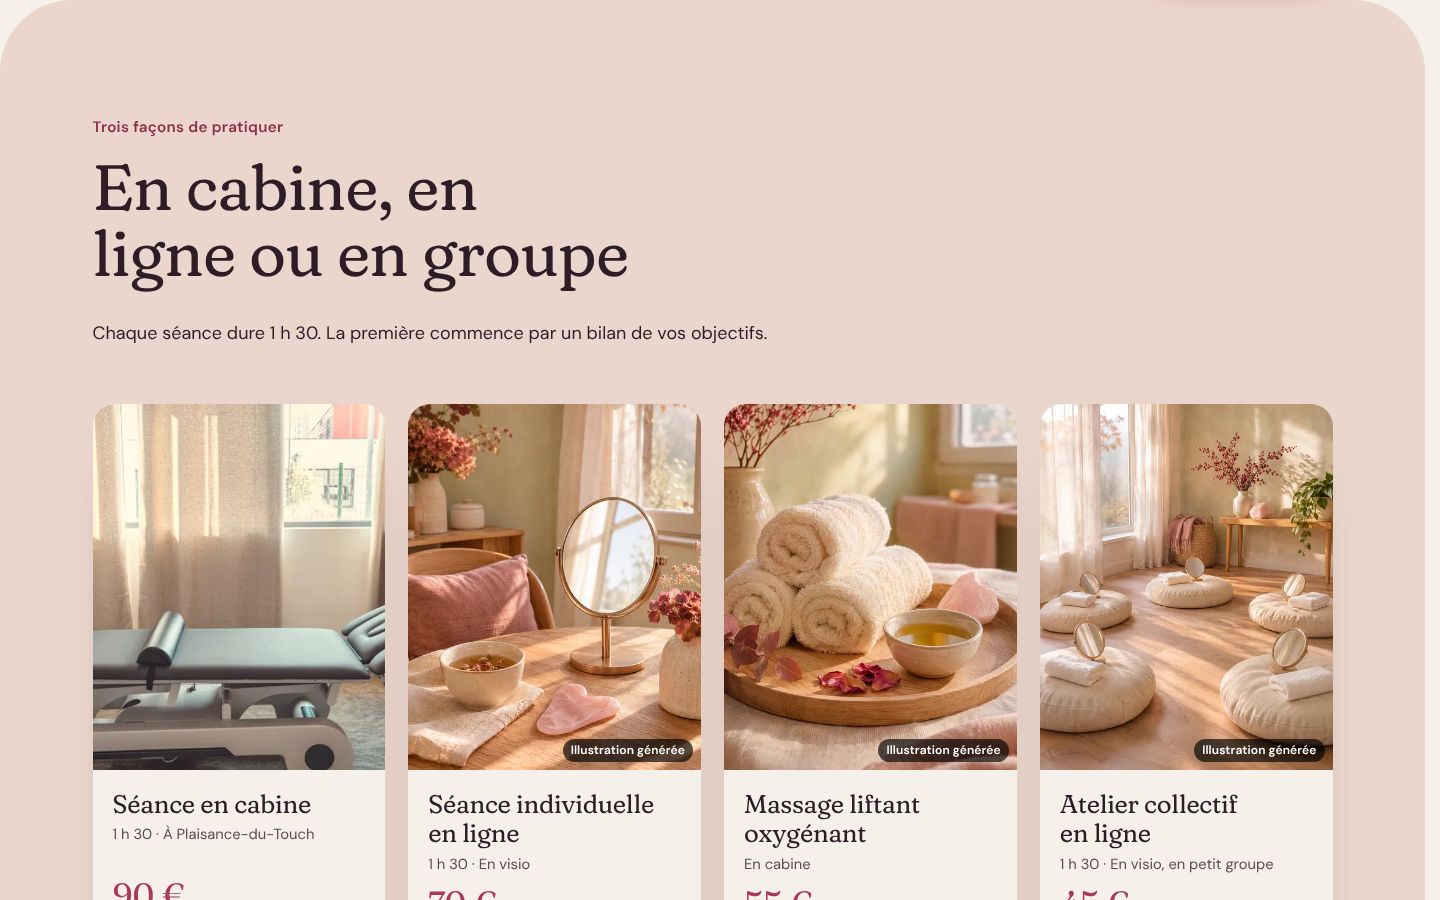 Trois façons de pratiquer
En cabine, en
ligne ou en groupe
Chaque séance dure 1 h 30. La première commence par un bilan de vos objectifs.
Illustration générée
Illustration générée
Illustration générée
Séance en cabine
1 h 30 · À Plaisance-du-Touch
90 €
Séance individuelle
en ligne
1 h 30 · En visio
70 €
Massage liftant
oxygénant
En cabine
55 €
Atelier collectif
en ligne
1 h 30 · En visio, en petit groupe
45 €